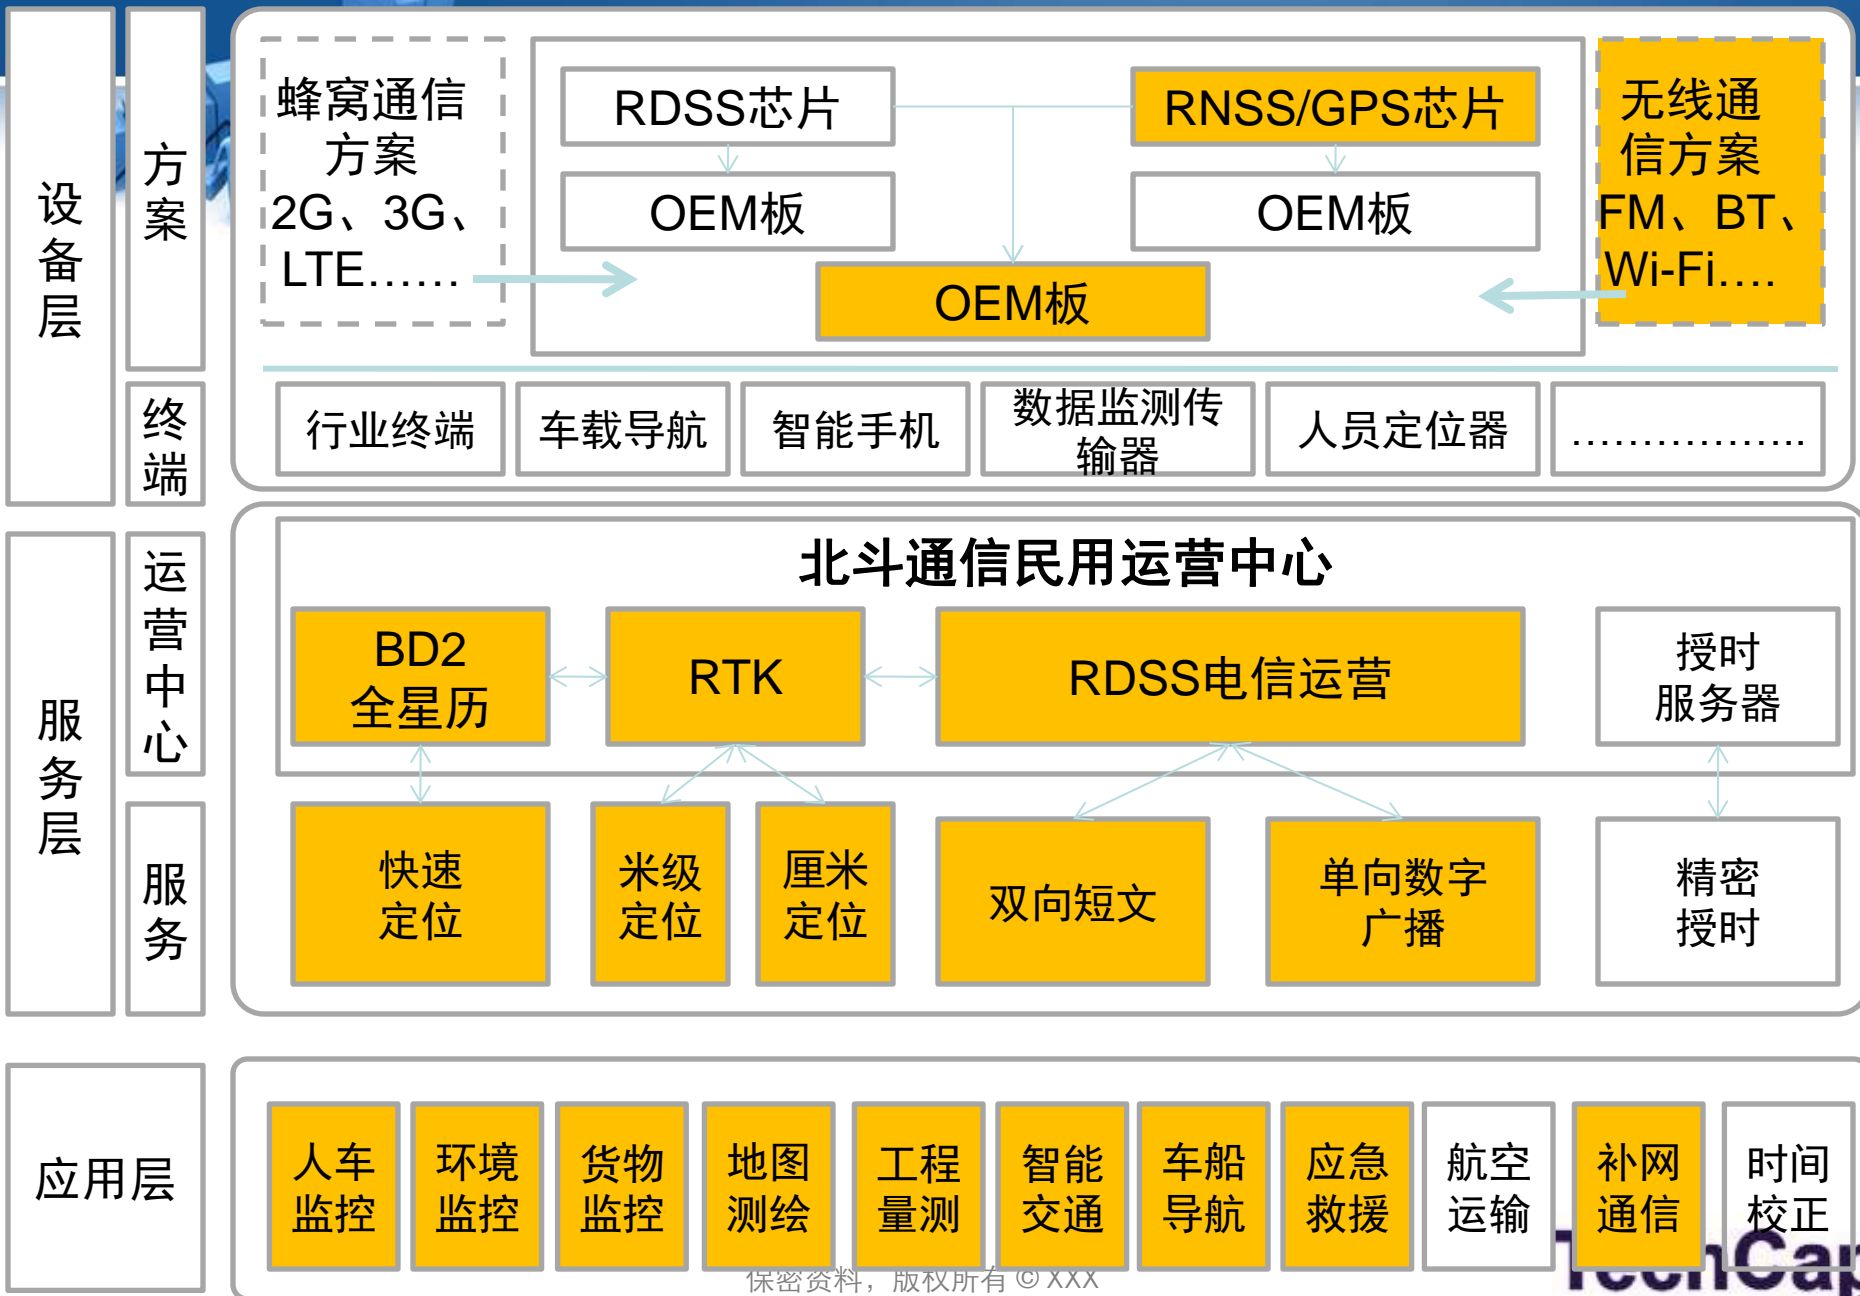 设
备
层
方
案
蜂窝通信
方案
2G、3G、
LTE……
RDSS芯片
RNSS/GPS芯片
OEM板
OEM板
OEM板
无线通
信方案
FM、BT、
Wi-Fi….
终
端
行业终端
车载导航
智能手机
数据监测传
输器
人员定位器
……………..
服
务
层
运
营
中
心
北斗通信民用运营中心
BD2
全星历
RTK
RDSS电信运营
授时
服务器
服
务
快速
定位
米级
定位
厘米
定位
双向短文
单向数字
广播
精密
授时
应用层
人车
监控
环境
监控
货物
监控
地图
测绘
工程
量测
智能
交通
车船
导航
应急
救援
航空
运输
补网
通信
时间
校正
保密资料，版权所有 © XXX
TechCap